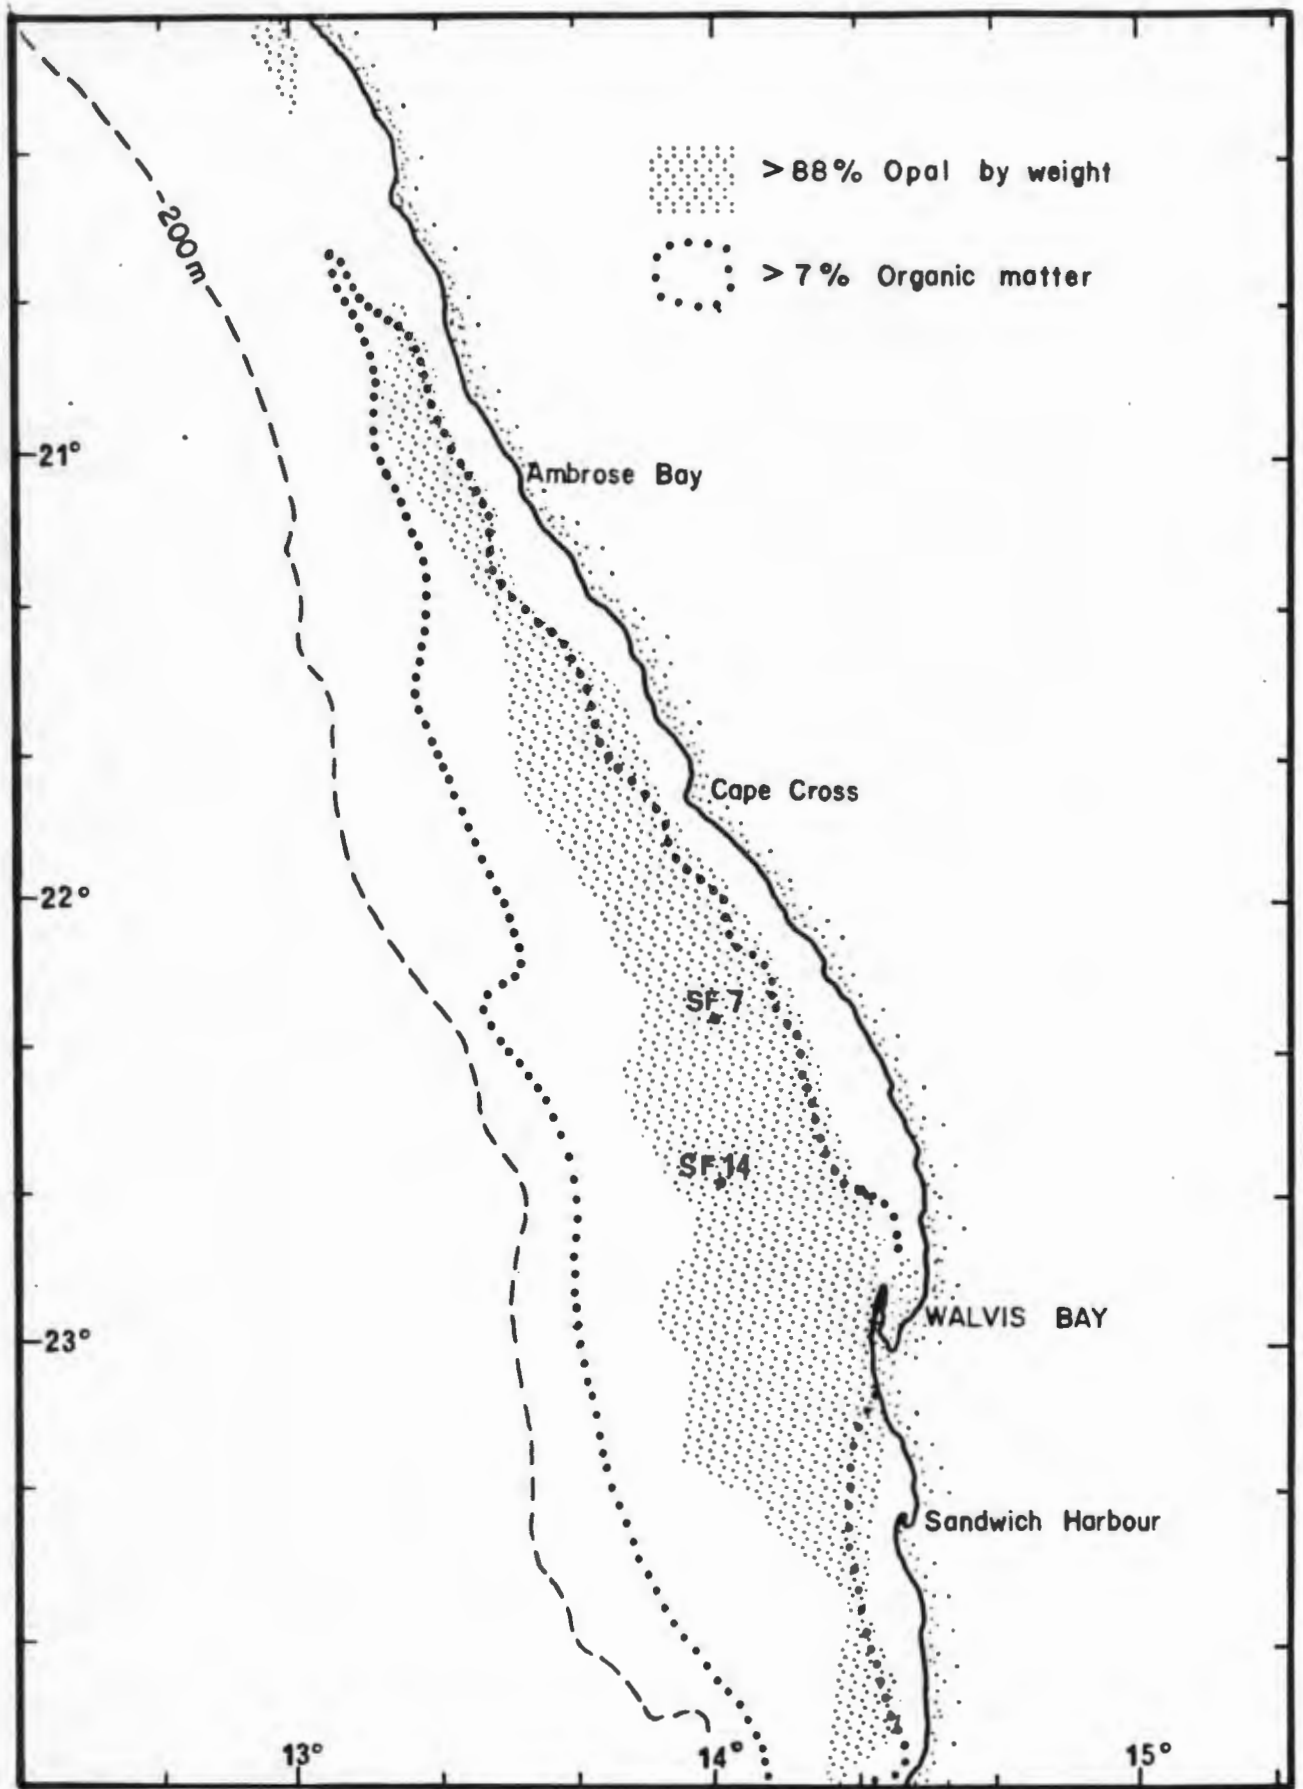 >88% Opal by weight
200m
>7% Organic matter
21°
Ambrose Bay
Cape Cross
22°
SF 7
SF 14
WALVIS BAY
23°
Sandwich Harbour
13° 14° 15°